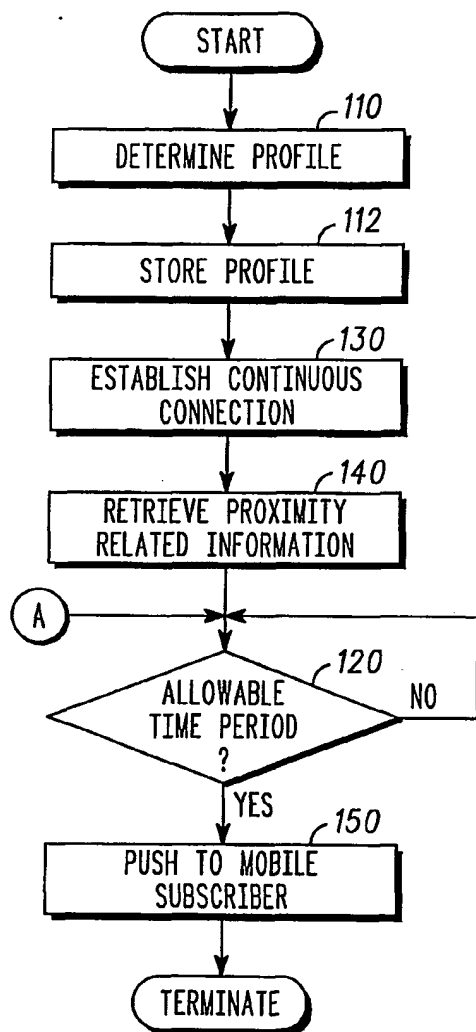 START
110
DETERMINE PROFILE
112
STORE PROFILE
130
ESTABLISH CONTINUOUS
CONNECTION
140
RETRIEVE PROXIMITY
RELATED INFORMATION
A
120
ALLOWABLE
TIME PERIOD
?
NO
YES
150
PUSH TO MOBILE
SUBSCRIBER
TERMINATE